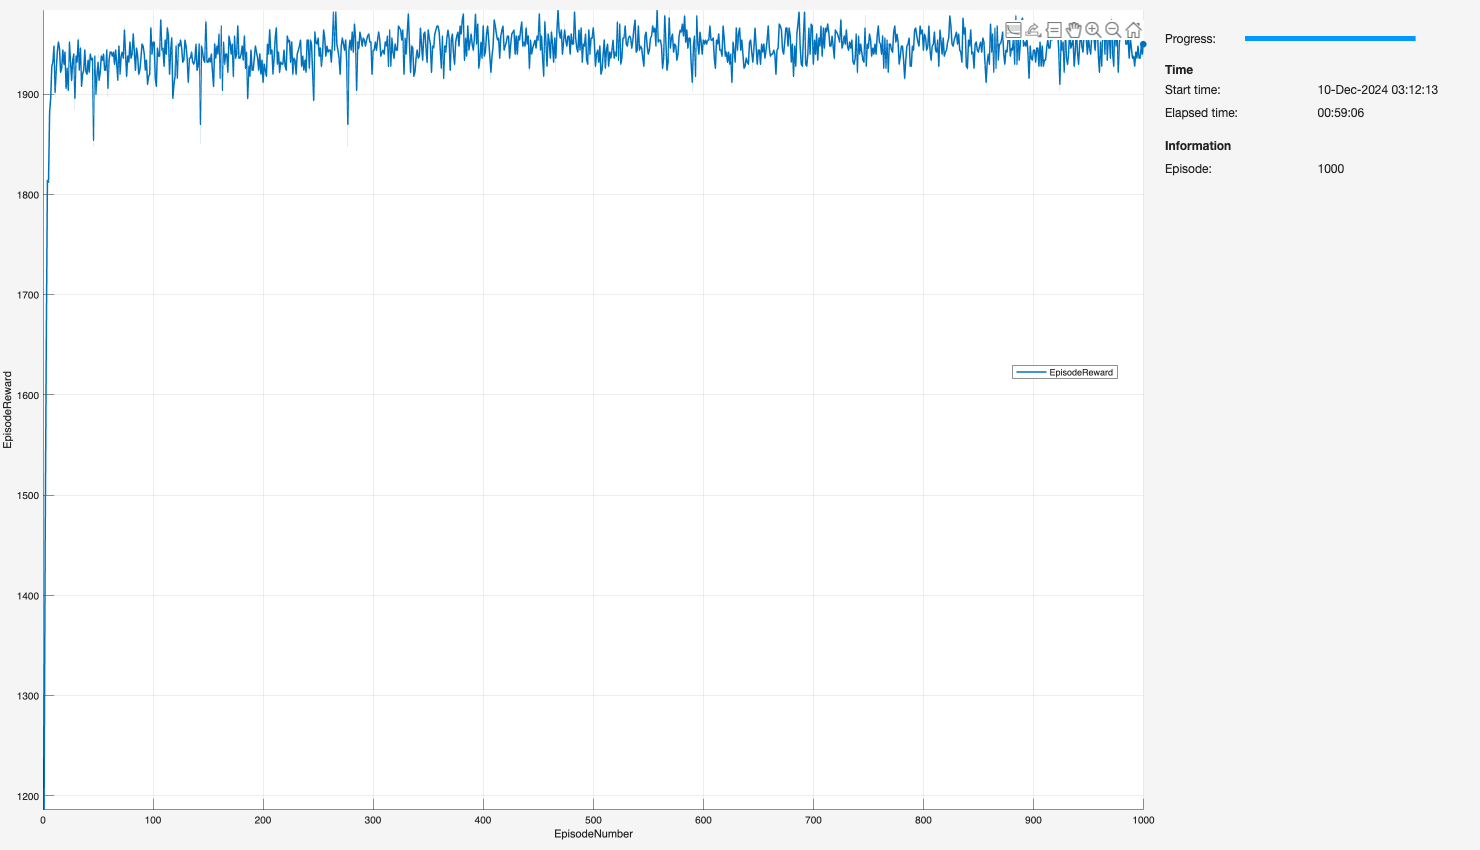 Progress:
Time
Start time: 10-Dec-2024 03:12:13
Elapsed time: 00:59:06
Information
Episode: 1000
1900
1800
1700
1600
1500
1400
1300
1200
EpisodeReward
EpisodeReward
0 100 200 300 400 500 600 700 800 900 1000
EpisodeNumber